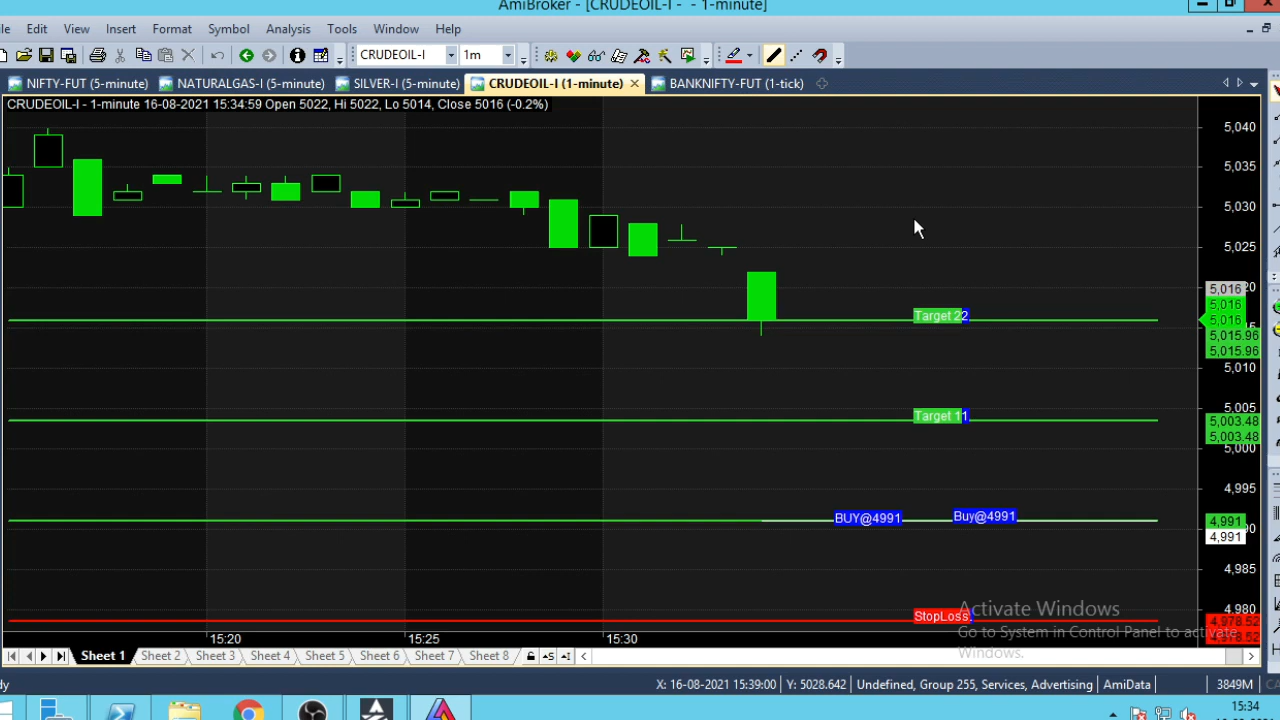 AmiBroker - [CRUDEOIL-I - - 1-minute]
Edit View Insert Format Symbol Analysis Tools Window Help
CRUDEOIL-I 1m
NIFTY-FUT (5-minute) NATURALGAS-I (5-minute) SILVER-I (5-minute) CRUDEOIL-I (1-minute) BANKNIFTY-FUT (1-tick)
CRUDEOIL-I - 1-minute 16-08-2021 15:34:59 Open 5022, Hi 5022, Lo 5014, Close 5016 (-0.2%)
5,040
5,035
5,030
5,025
5,016
5,016
Target 22
5,016
5,015.96
5,015.96
5,010
5,005
Target 11
5,003.48
5,003.48
5,000
4,995
BUY@4991 Buy@4991
4,991
4,991
4,985
4,980
StopLoss
4,978.52
Activate Windows
Go to System in Control Panel to activate
Windows.
15:20 15:25 15:30
Sheet 1 Sheet 2 Sheet 3 Sheet 4 Sheet 5 Sheet 6 Sheet 7 Sheet 8
X: 16-08-2021 15:39:00 Y: 5028.642 Undefined, Group 255, Services, Advertising AmiData 3849M
15:34